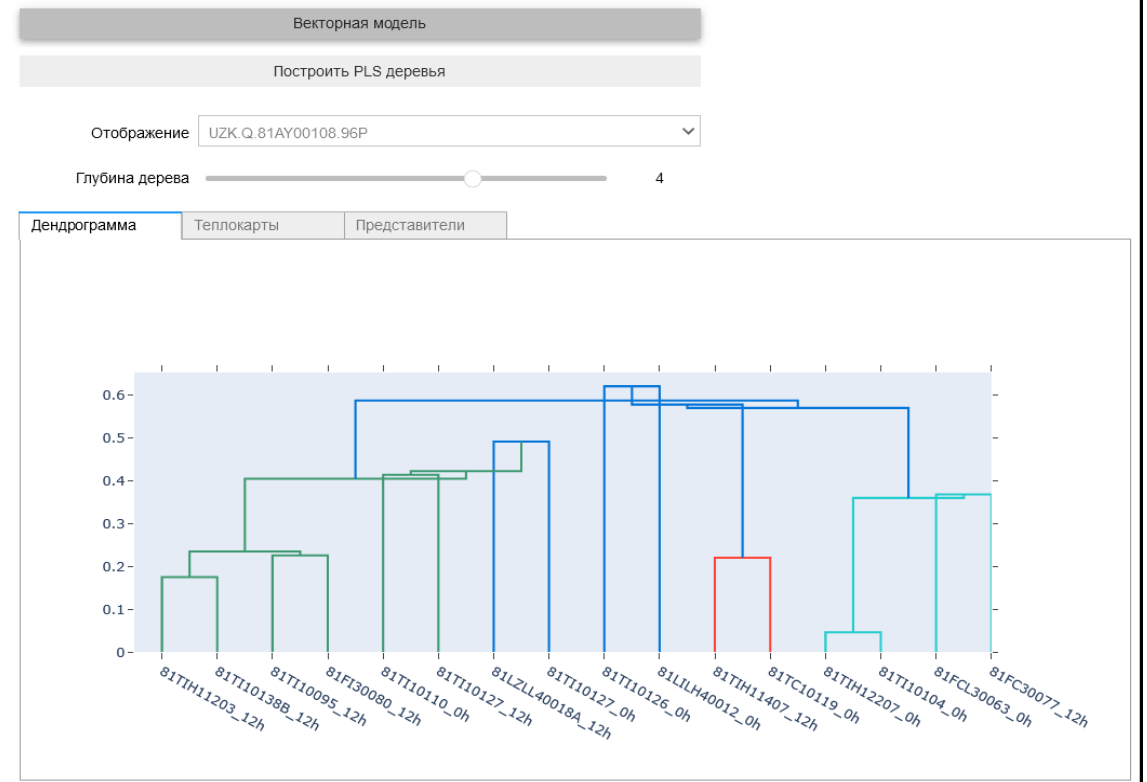 Векторная модель
Построить PLS деревья
Отображение UZK.Q.81AY00108.96P
Глубина дерева 4
Дендрограмма Теплокарты Представители
0.6
0.5
0.4
0.3
0.2
0.1
0
81TIH11203_12h
81TI10138B_12h
81TI10095_12h
81FI30080_12h
81TI10110_0h
81TI10127_12h
81LZLL40018A_12h
81TI10127_0h
81TI10126_0h
81LILH40012_0h
81TIH11407_12h
81TC10119_0h
81TIH12207_0h
81TI10104_0h
81FCL30063_0h
81FC30077_12h